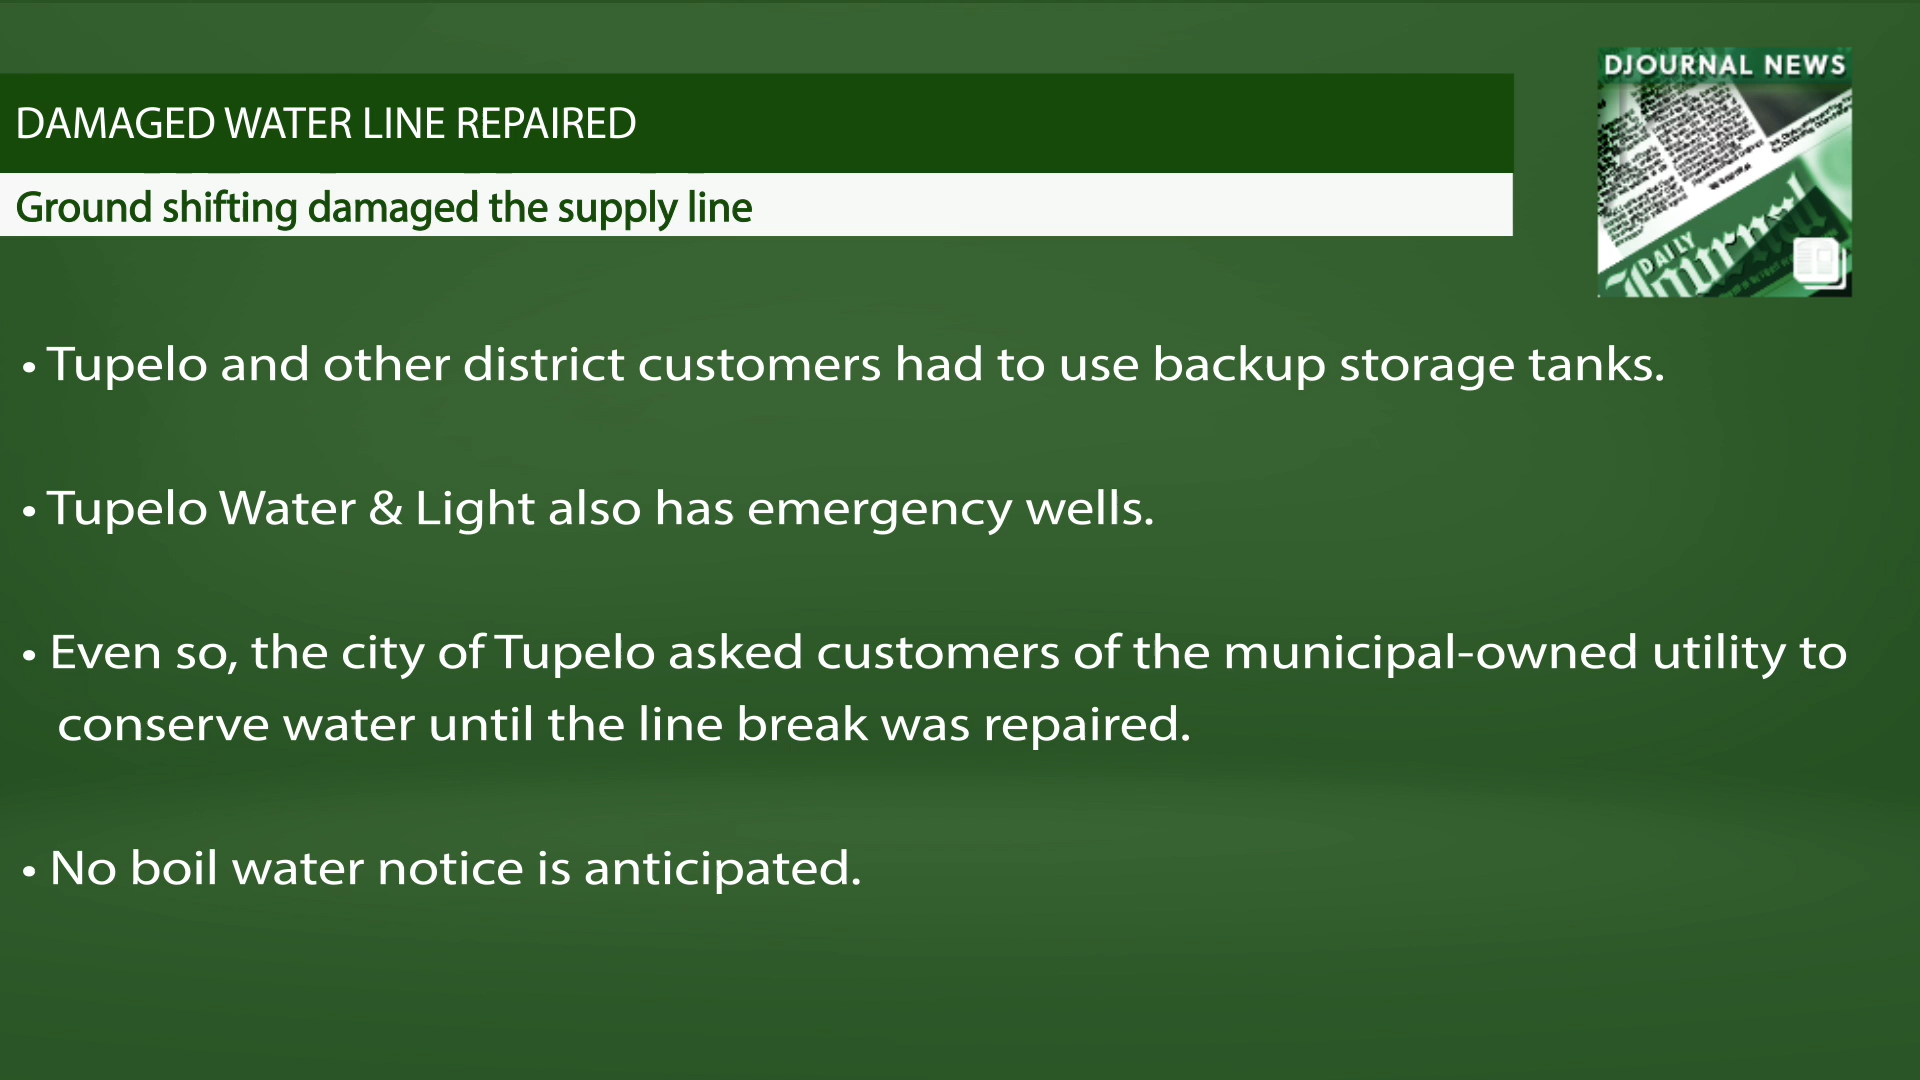 DJOURNAL NEWS
DAMAGED WATER LINE REPAIRED
Ground shifting damaged the supply line
DAILY
Journal
• Tupelo and other district customers had to use backup storage tanks.
• Tupelo Water & Light also has emergency wells.
• Even so, the city of Tupelo asked customers of the municipal-owned utility to
conserve water until the line break was repaired.
• No boil water notice is anticipated.